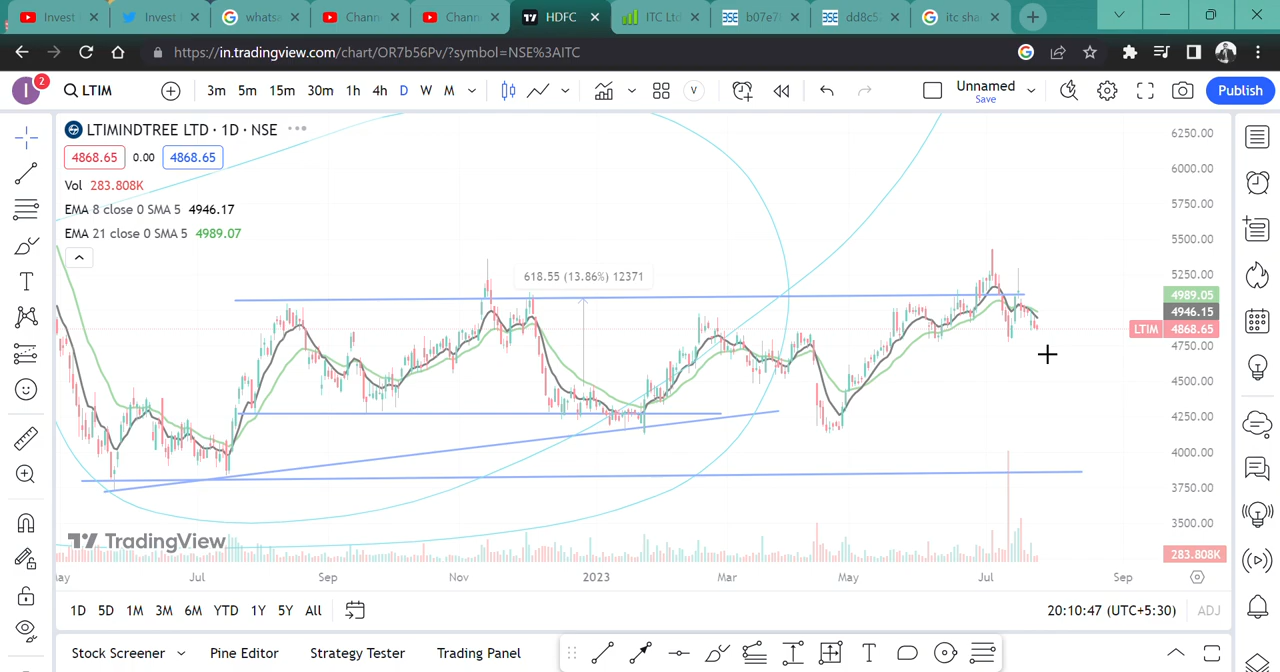 Invest
Invest
whats
Chann
Chann
HDFC
ITC Ltd
b07e7
dd8c5
itc sha
https://in.tradingview.com/chart/OR7b56Pv/?symbol=NSE%3AITC
I
2
LTIM
3m 5m 15m 30m 1h 4h D W M
V
Unnamed
Save
Publish
LTIMINDTREE LTD · 1D · NSE
4868.65 0.00 4868.65
Vol 283.808K
EMA 8 close 0 SMA 5 4946.17
EMA 21 close 0 SMA 5 4989.07
618.55 (13.86%) 12371
6250.00
6000.00
5750.00
5500.00
5250.00
4989.05
4946.15
LTIM 4868.65
4750.00
4500.00
4250.00
4000.00
3750.00
3500.00
283.808K
TradingView
ay Jul Sep Nov 2023 Mar May Jul Sep
1D 5D 1M 3M 6M YTD 1Y 5Y All
20:10:47 (UTC+5:30) ADJ
Stock Screener Pine Editor Strategy Tester Trading Panel